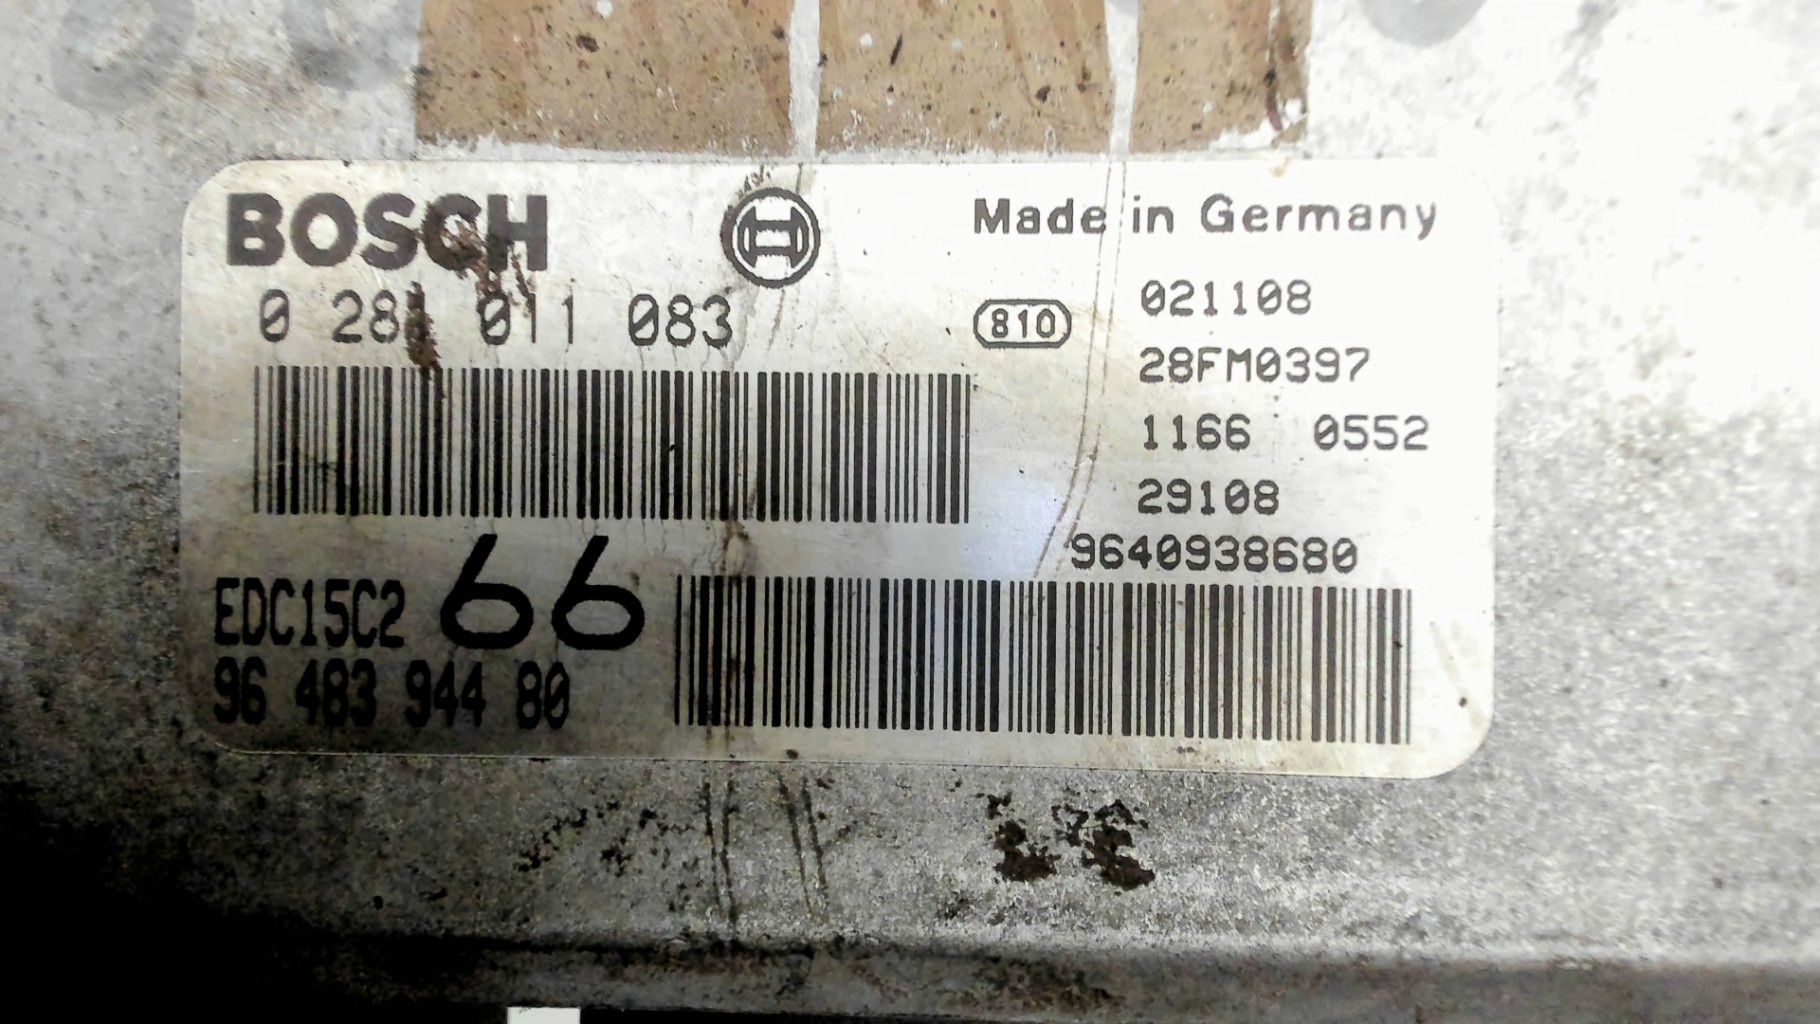 BOSCH
Made in Germany
0 281 011 083
810
021108
28FM0397
1166 0552
29108
9640938680
EDC15C2 66
96 483 944 80